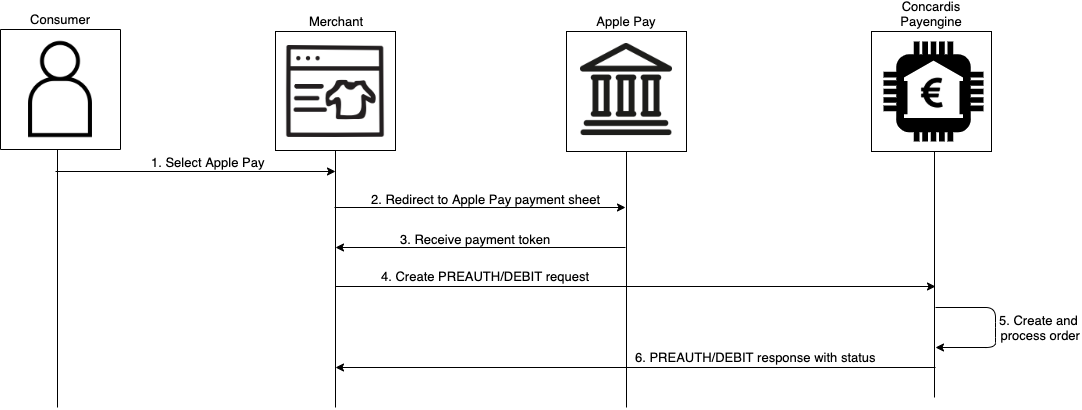 Consumer
Merchant
Apple Pay
Concardis
Payengine
€
1. Select Apple Pay
2. Redirect to Apple Pay payment sheet
3. Receive payment token
4. Create PREAUTH/DEBIT request
5. Create and
process order
6. PREAUTH/DEBIT response with status